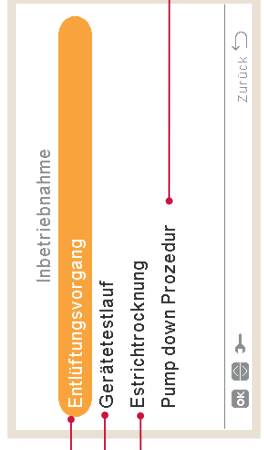 Inbetriebnahme
Entlüftungsvorgang
Gerätetestlauf
Estrichtrocknung
Pump down Prozedur
OK Zurück